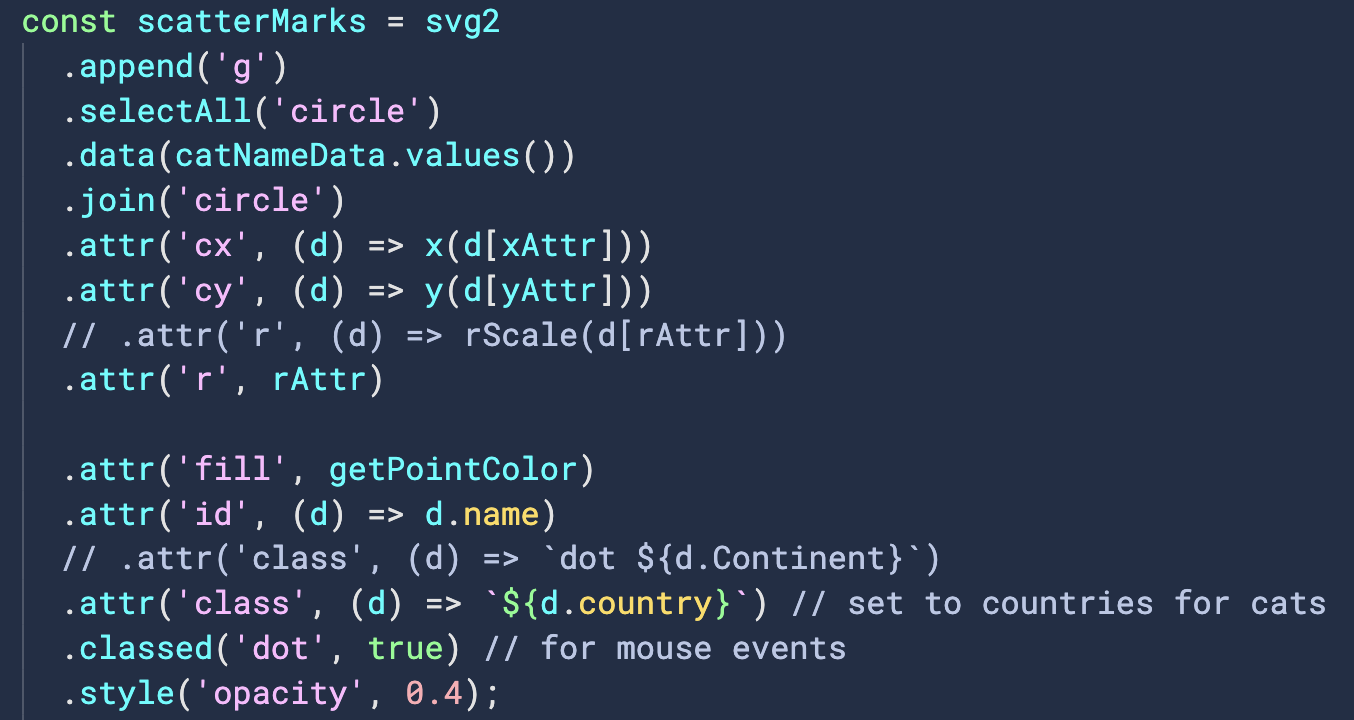 const scatterMarks = svg2
.append('g')
.selectAll('circle')
.data(catNameData.values())
.join('circle')
.attr('cx', (d) => x(d[xAttr]))
.attr('cy', (d) => y(d[yAttr]))
// .attr('r', (d) => rScale(d[rAttr]))
.attr('r', rAttr)
.attr('fill', getPointColor)
.attr('id', (d) => d.name)
// .attr('class', (d) => `dot ${d.Continent}`)
.attr('class', (d) => `${d.country}`) // set to countries for cats
.classed('dot', true) // for mouse events
.style('opacity', 0.4);